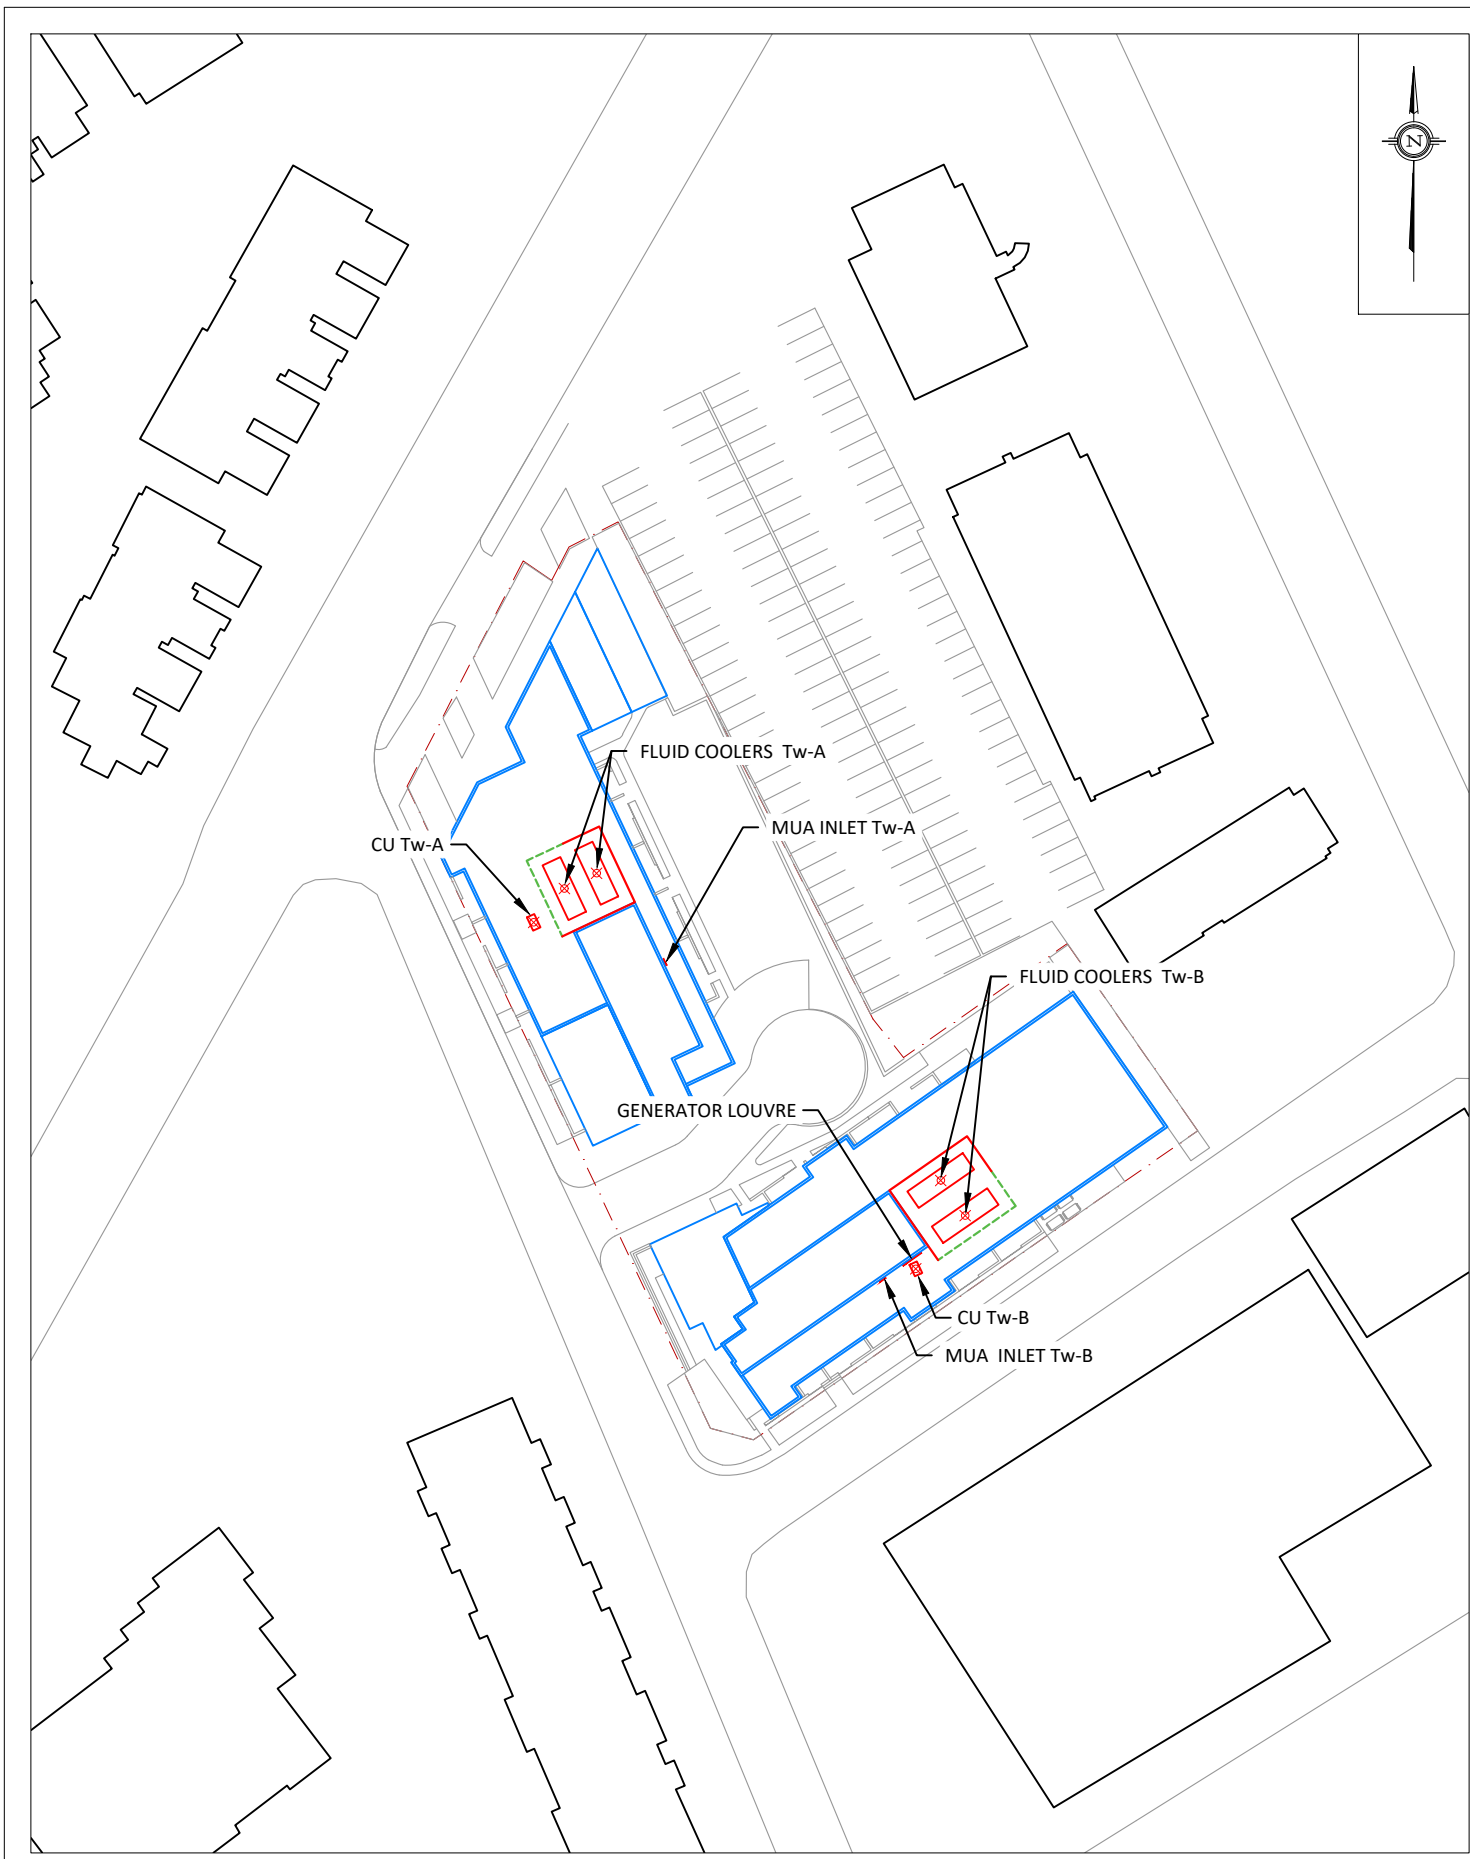 N
FLUID COOLERS Tw-A
MUA INLET Tw-A
CU Tw-A
FLUID COOLERS Tw-B
GENERATOR LOUVRE
CU Tw-B
MUA INLET Tw-B